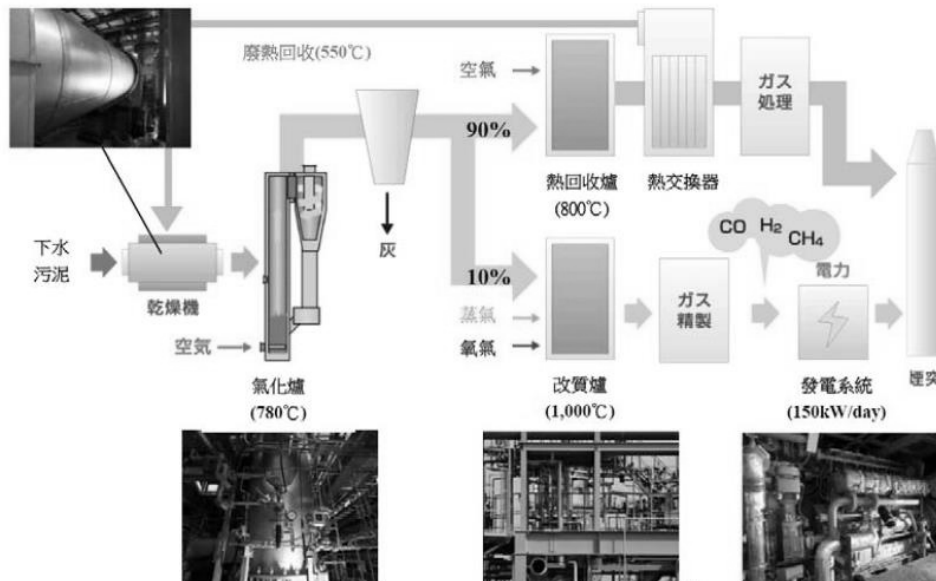 廢熱回收(550℃)
空氣
ガス
処理
90%
熱回收爐
(800℃)
熱交換器
灰
下水
污泥
乾燥機
空気
氣化爐
(780℃)
10%
蒸氣
氧氣
改質爐
(1,000℃)
ガス
精製
CO H₂
CH₄
電力
發電系統
(150kW/day)
煙突